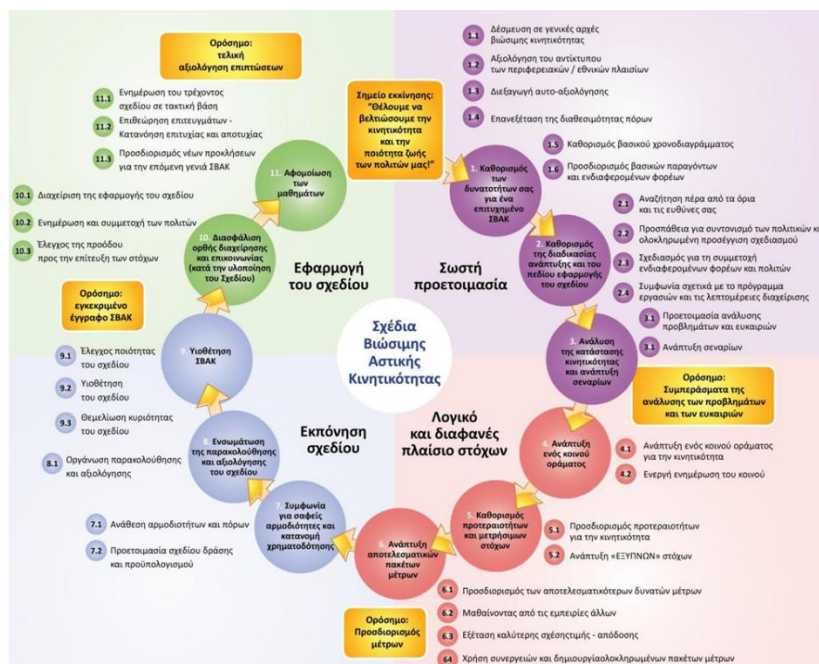 Ορόσημο:
τελική
αξιολόγηση επιπτώσεων
11.1 Ενημέρωση του τρέχοντος
σχεδίου σε τακτική βάση
11.2 Επιθεώρηση επιτευγμάτων -
Κατανόηση επιτυχίας και αποτυχίας
11.3 Προσδιορισμός νέων προκλήσεων
για την επόμενη γενιά ΣΒΑΚ
10.1 Διαχείριση της εφαρμογής του σχεδίου
10.2 Ενημέρωση και συμμετοχή των πολιτών
10.3 Έλεγχος της προόδου
προς την επίτευξη των στόχων
11. Αφομοίωση
των
μαθημάτων
10. Διασφάλιση
ορθής διαχείρησης
και επικοινωνίας
(κατά την υλοποίηση
του Σχεδίου)
Εφαρμογή
του σχεδίου
Σημείο εκκίνησης:
"Θέλουμε να
βελτιώσουμε την
κινητικότητα
και την
ποιότητα ζωής
των πολιτών μας!"
1.1 Δέσμευση σε γενικές αρχές
βιώσιμης κινητικότητας
1.2 Αξιολόγηση του αντίκτυπου
των περιφερειακών / εθνικών πλαισίων
1.3 Διεξαγωγή αυτο-αξιολόγησης
1.4 Επανεξέταση της διαθεσιμότητας πόρων
1.5 Καθορισμός βασικού χρονοδιαγράμματος
1.6 Προσδιορισμός βασικών παραγόντων
και ενδιαφερομένων φορέων
1. Καθορισμός
των
δυνατοτήτων σας
για ένα
επιτυχημένο
ΣΒΑΚ
2.1 Αναζήτηση πέρα από τα όρια
και τις ευθύνες σας
2.2 Προσπάθεια για συντονισμό των πολιτικών κα
ολοκληρωμένη προσέγγιση σχεδιασμού
2.3 Σχεδιασμός για τη συμμετοχή
ενδιαφερομένων φορέων και πολιτών
2.4 Συμφωνία σχετικά με το πρόγραμμα
εργασιών και τις λεπτομέρειες διαχείρισης
2. Καθορισμός
της διαδικασίας
ανάπτυξης και του
πεδίου εφαρμογής
του σχεδίου
Σωστή
προετοιμασία
3.1 Προετοιμασία ανάλυσης
προβλημάτων και ευκαιριών
3.1 Ανάπτυξη σεναρίων
3. Ανάλυση
της κατάστασης
κινητικότητας
και ανάπτυξη
σεναρίων
Ορόσημο:
Συμπεράσματα της
ανάλυσης των προβλημάτων
και των ευκαιριών
Σχέδια
Βιώσιμης
Αστικής
Κινητικότητας
Ορόσημο:
εγκεκριμένο
έγγραφο ΣΒΑΚ
9. Υιοθέτηση
ΣΒΑΚ
9.1 Έλεγχος ποιότητας
του σχεδίου
9.2 Υιοθέτηση
του σχεδίου
9.3 Θεμελίωση κυριότητας
του σχεδίου
8. Ενσωμάτωση
της παρακολούθησης
και αξιολόγησης
του σχεδίου
8.1 Οργάνωση παρακολούθησης
και αξιολόγησης
Εκπόνηση
σχεδίου
Λογικό
και διαφανές
πλαίσιο στόχων
4. Ανάπτυξη
ενός κοινού
οράματος
4.1 Ανάπτυξη ενός κοινού οράματος
για την κινητικότητα
4.2 Ενεργή ενημέρωση του κοινού
7. Συμφωνία
για σαφείς
αρμοδιότητες και
κατανομή
χρηματοδότησης
7.1 Ανάθεση αρμοδιοτήτων και πόρων
7.2 Προετοιμασία σχεδίου δράσης
και προϋπολογισμού
6. Ανάπτυξη
αποτελεσματικών
πακέτων
μέτρων
5. Καθορισμός
προτεραιοτήτων
και μετρήσιμων
στόχων
5.1 Προσδιορισμός προτεραιοτήτων
για την κινητικότητα
5.2 Ανάπτυξη «ΕΞΥΠΝΩΝ» στόχων
Ορόσημο:
Προσδιορισμός
μέτρων
6.1 Προσδιορισμός των αποτελεσματικότερων δυνατών μέτρων
6.2 Μαθαίνοντας από τις εμπειρίες άλλων
6.3 Εξέταση καλύτερης σχέσηςτιμής - απόδοσης
64 Χρήση συνεργειών και δημιουργίαολοκληρωμένων πακέτων μέτρων